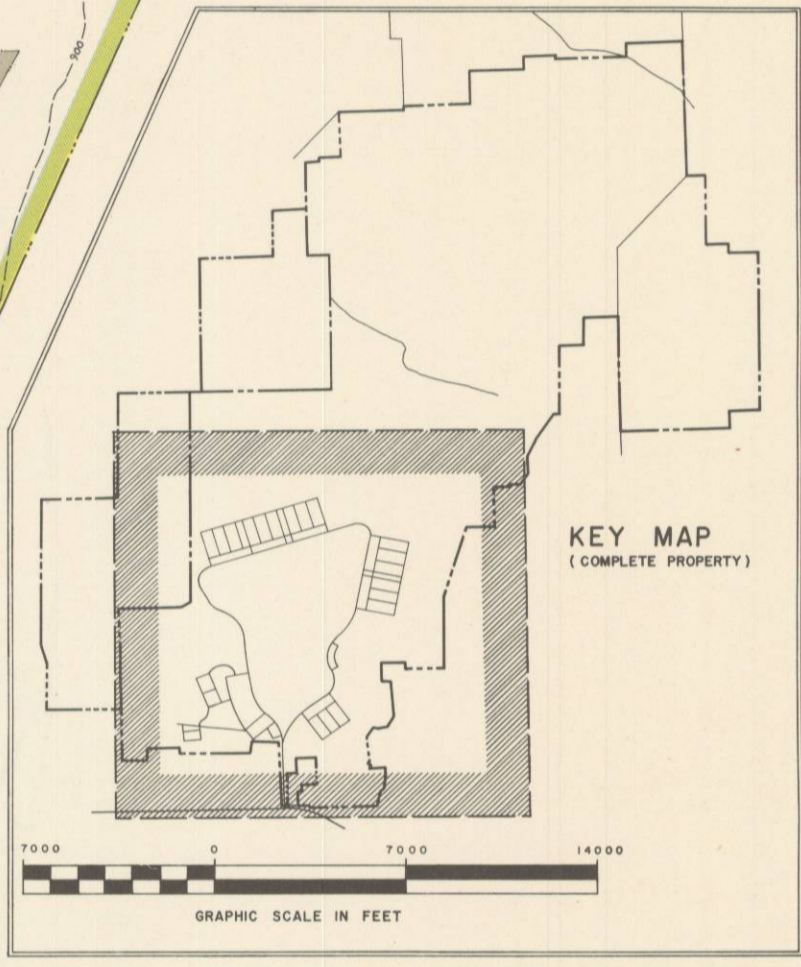 900
KEY MAP
(COMPLETE PROPERTY)
7000 0 7000 14000
GRAPHIC SCALE IN FEET